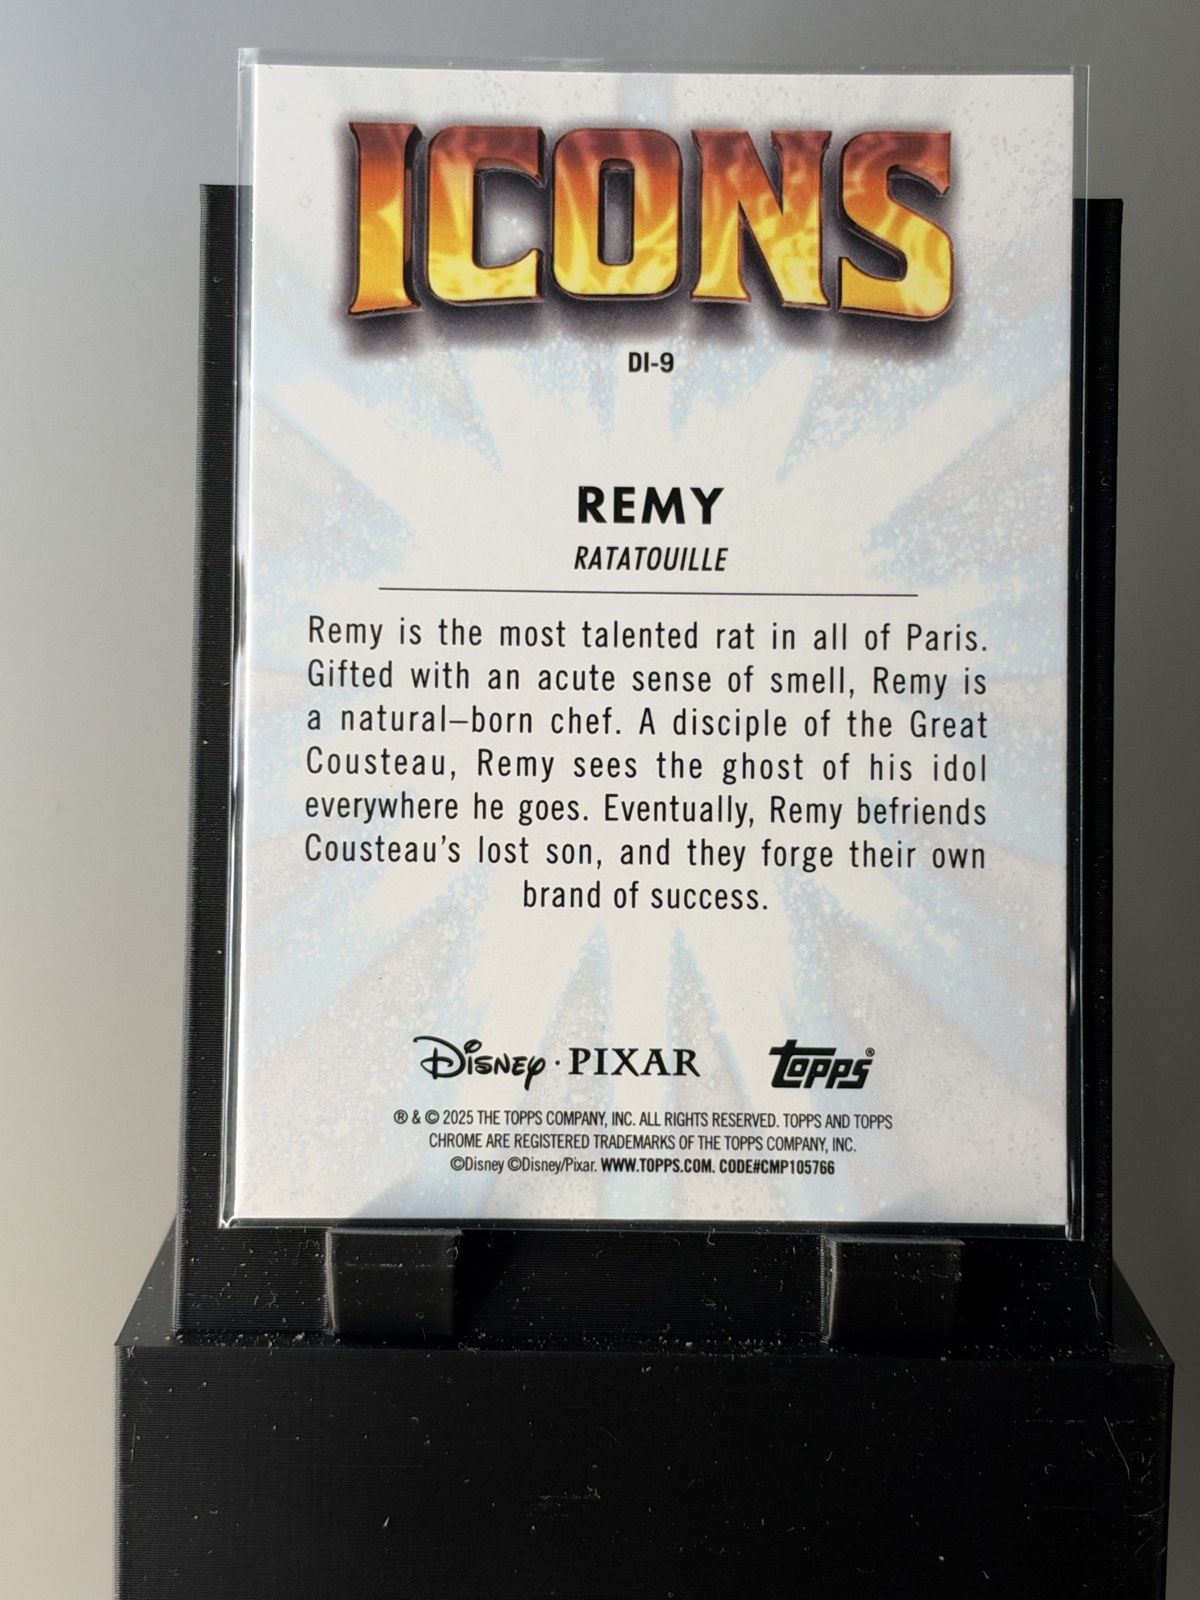 ICONS
DI-9
REMY
RATATOUILLE
Remy is the most talented rat in all of Paris.
Gifted with an acute sense of smell, Remy is
a natural–born chef. A disciple of the Great
Cousteau, Remy sees the ghost of his idol
everywhere he goes. Eventually, Remy befriends
Cousteau's lost son, and they forge their own
brand of success.
Disney · PIXAR topps®
® & © 2025 THE TOPPS COMPANY, INC. ALL RIGHTS RESERVED. TOPPS AND TOPPS
CHROME ARE REGISTERED TRADEMARKS OF THE TOPPS COMPANY, INC.
©Disney ©Disney/Pixar. WWW.TOPPS.COM. CODE#CMP105766